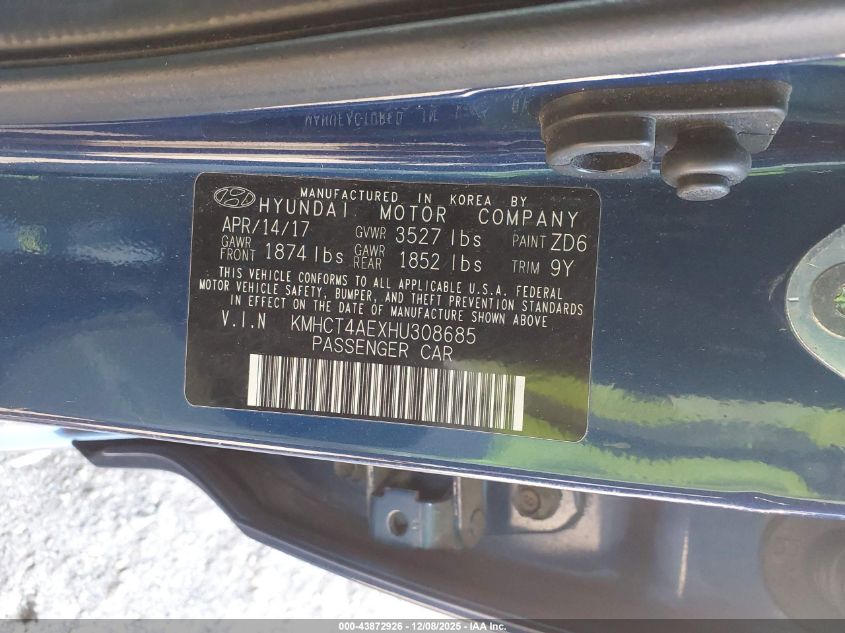 MANUFACTURED IN KOREA BY
HYUNDAI MOTOR COMPANY
APR/14/17 GVWR 3527 lbs PAINT ZD6
GAWR FRONT 1874 lbs GAWR REAR 1852 lbs TRIM 9Y
THIS VEHICLE CONFORMS TO ALL APPLICABLE U.S.A. FEDERAL
MOTOR VEHICLE SAFETY, BUMPER, AND THEFT PREVENTION STANDARDS
IN EFFECT ON THE DATE OF MANUFACTURE SHOWN ABOVE.
V.I.N KMHCT4AEXHU308685
PASSENGER CAR
000-43872926 - 12/08/2025 - IAA Inc.